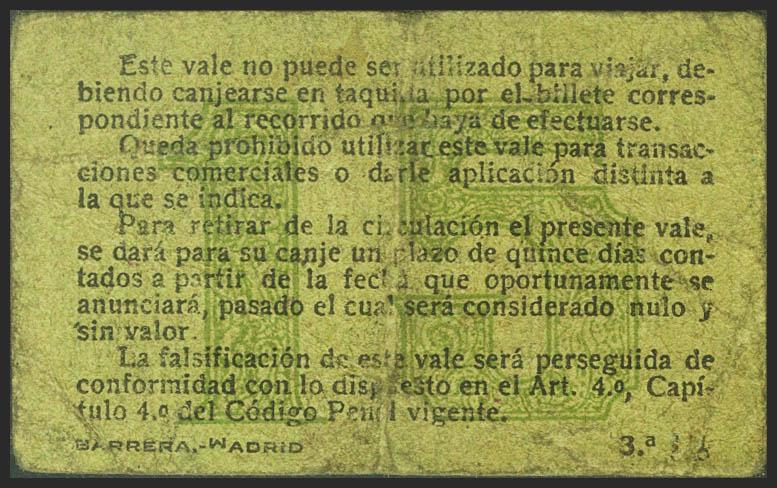 Este vale no puede ser utilizado para viajar, de-
biendo canjearse en taquilla por el billete corres-
pondiente al recorrido que haya de efectuarse.
Queda prohibido utilizar este vale para transac-
ciones comerciales o darle aplicación distinta a
la que se indica.
Para retirar de la circulación el presente vale,
se dará para su canje un plazo de quince días con-
tados a partir de la fecha que oportunamente se
anunciará, pasado el cual será considerado nulo y
sin valor.
La falsificación de este vale será perseguida de
conformidad con lo dispuesto en el Art. 4.º, Capí-
tulo 4.º del Código Penal vigente.
BARRERA.-MADRID
3.ª